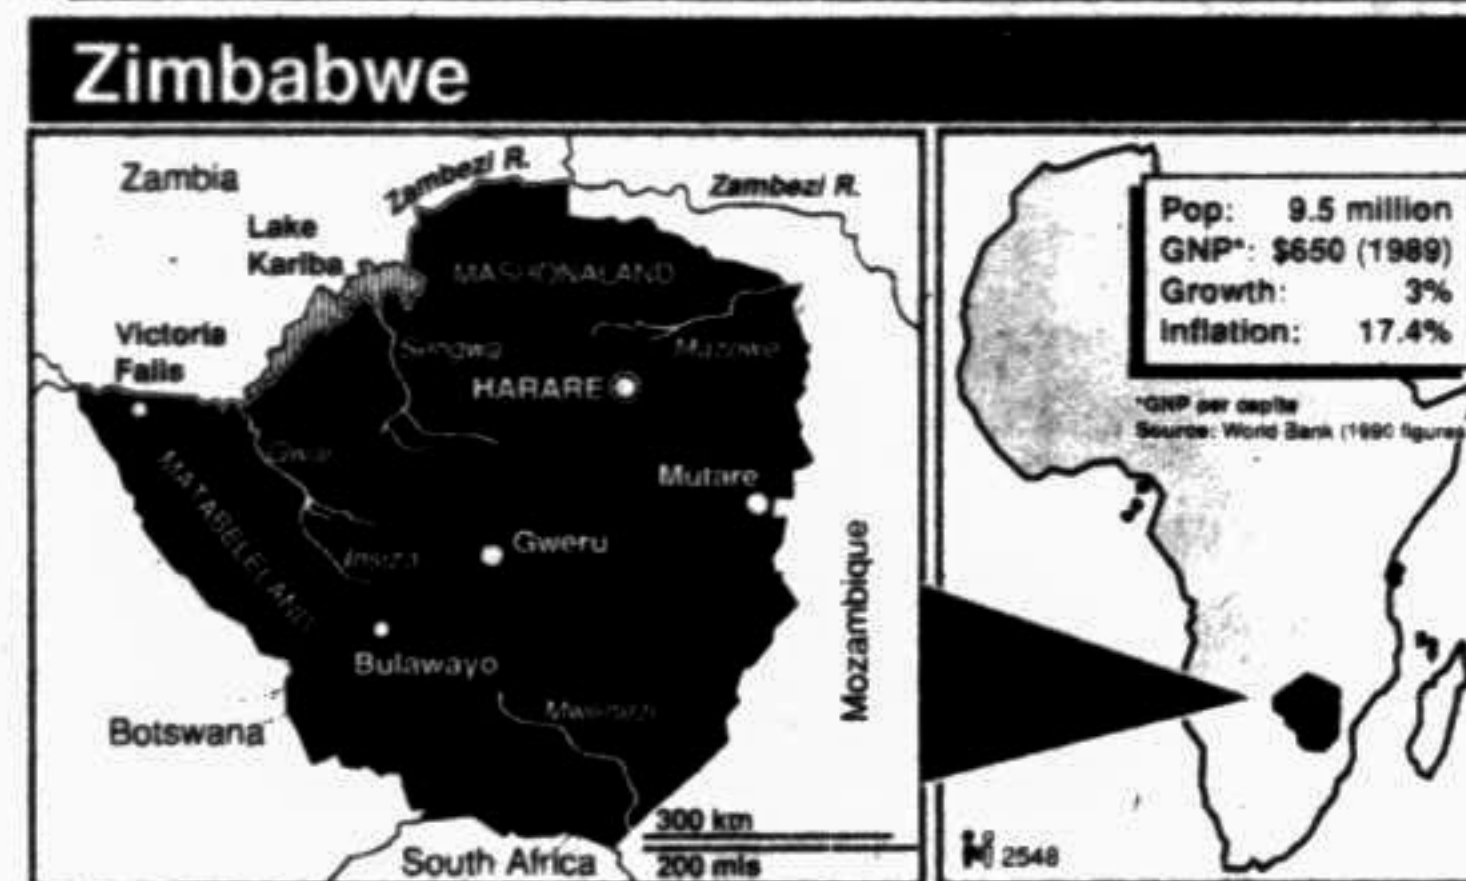 Zimbabwe
Zambia
Zambezi R.
Zambezi R.
Lake
Kariba
MASHONALAND
Victoria
Falls
Mazowe
HARARE
Mutare
MATABELELAND
Gweru
Insiza
Bulawayo
Mozambique
Botswana
300 km
200 mls
South Africa
Pop: 9.5 million
GNP*: $650 (1989)
Growth: 3%
Inflation: 17.4%
*GNP per capita
Source: World Bank (1990 figures
2548